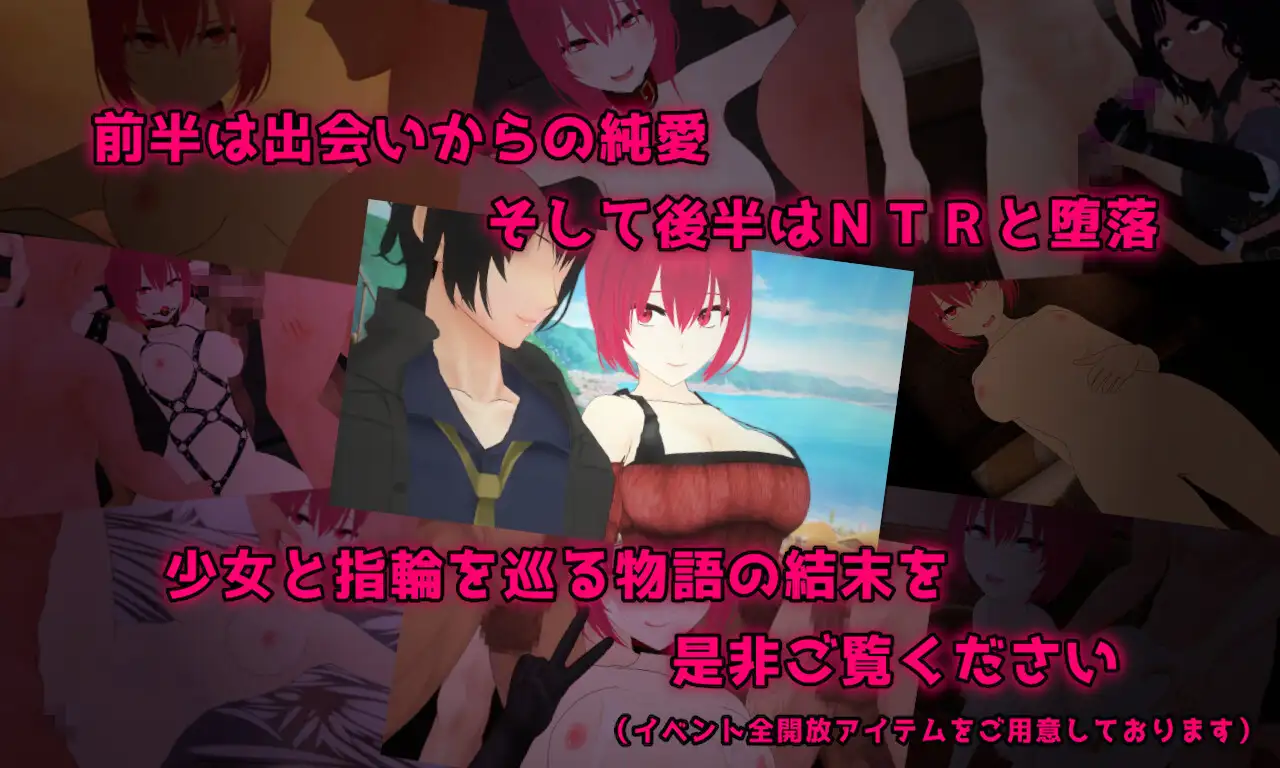 前半は出会いからの純愛
そして後半はＮＴＲと堕落
少女と指輪を巡る物語の結末を
是非ご覧ください
（イベント全開放アイテムをご用意しております）